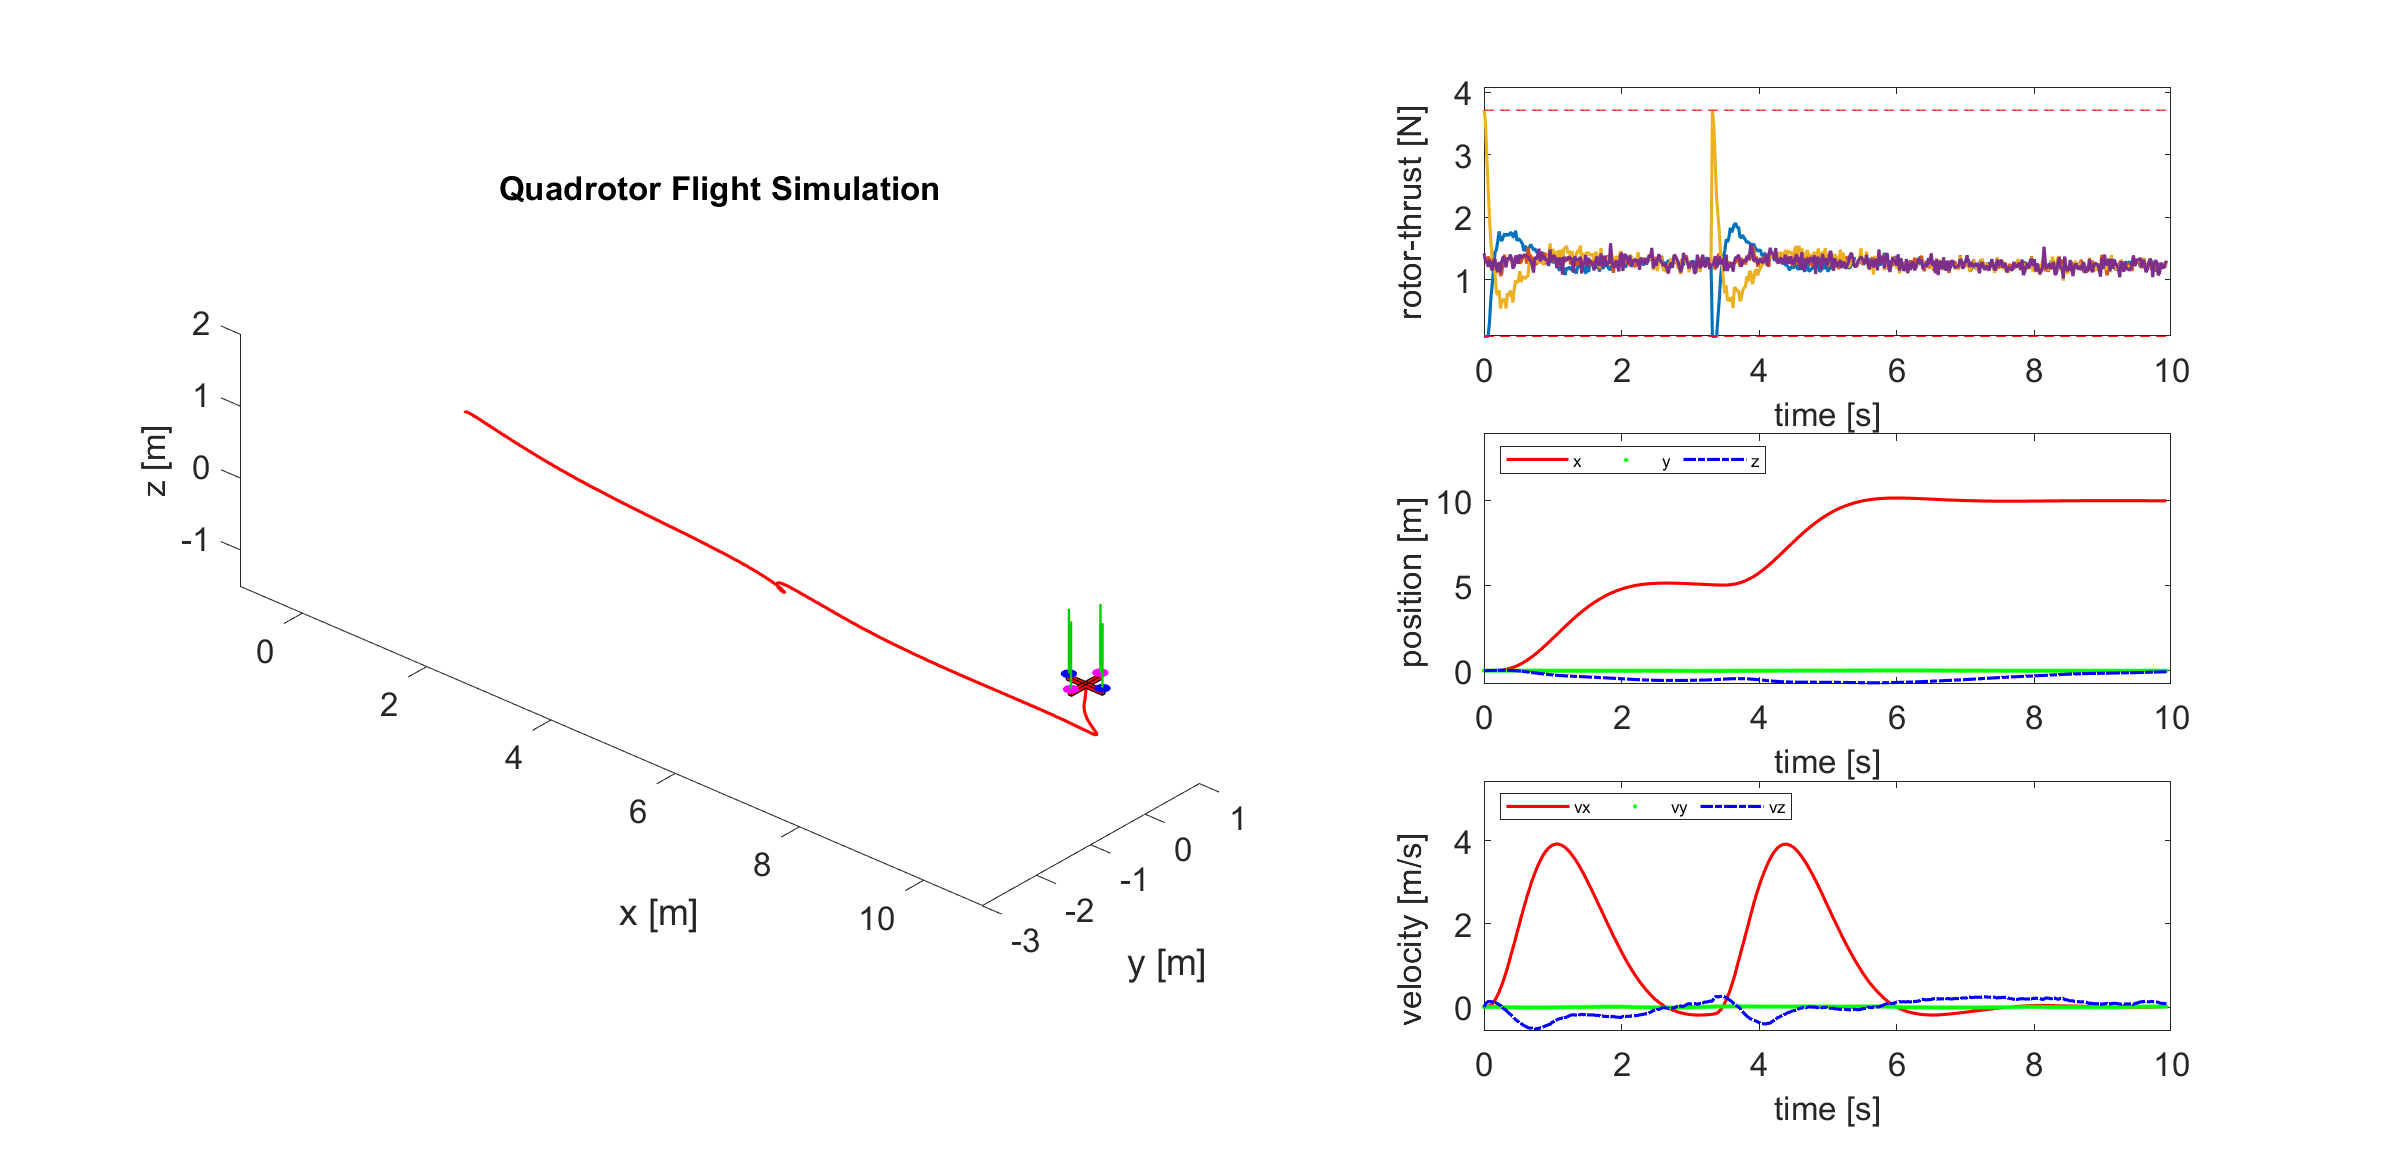 Quadrotor Flight Simulation
2
1
0
-1
z [m]
0
2
4
6
8
10
x [m]
-3
-2
-1
0
1
y [m]
4
3
2
1
rotor-thrust [N]
0 2 4 6 8 10
time [s]
x y z
10
5
0
position [m]
0 2 4 6 8 10
time [s]
vx vy vz
4
2
0
velocity [m/s]
0 2 4 6 8 10
time [s]